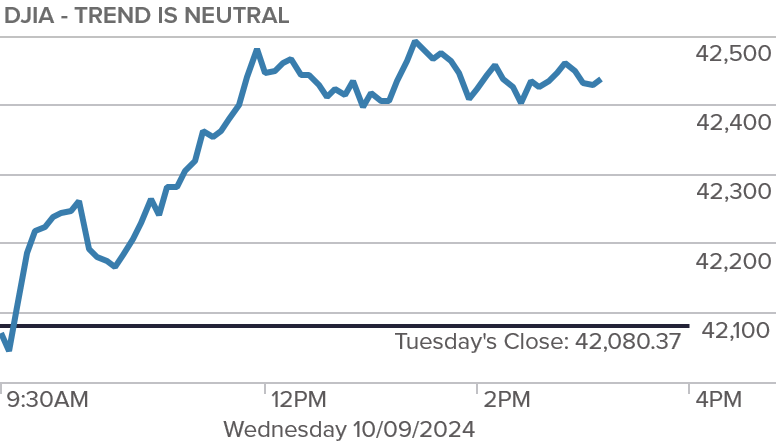 DJIA - TREND IS NEUTRAL
42,500
42,400
42,300
42,200
42,100
Tuesday's Close: 42,080.37
9:30AM 12PM 2PM 4PM
Wednesday 10/09/2024